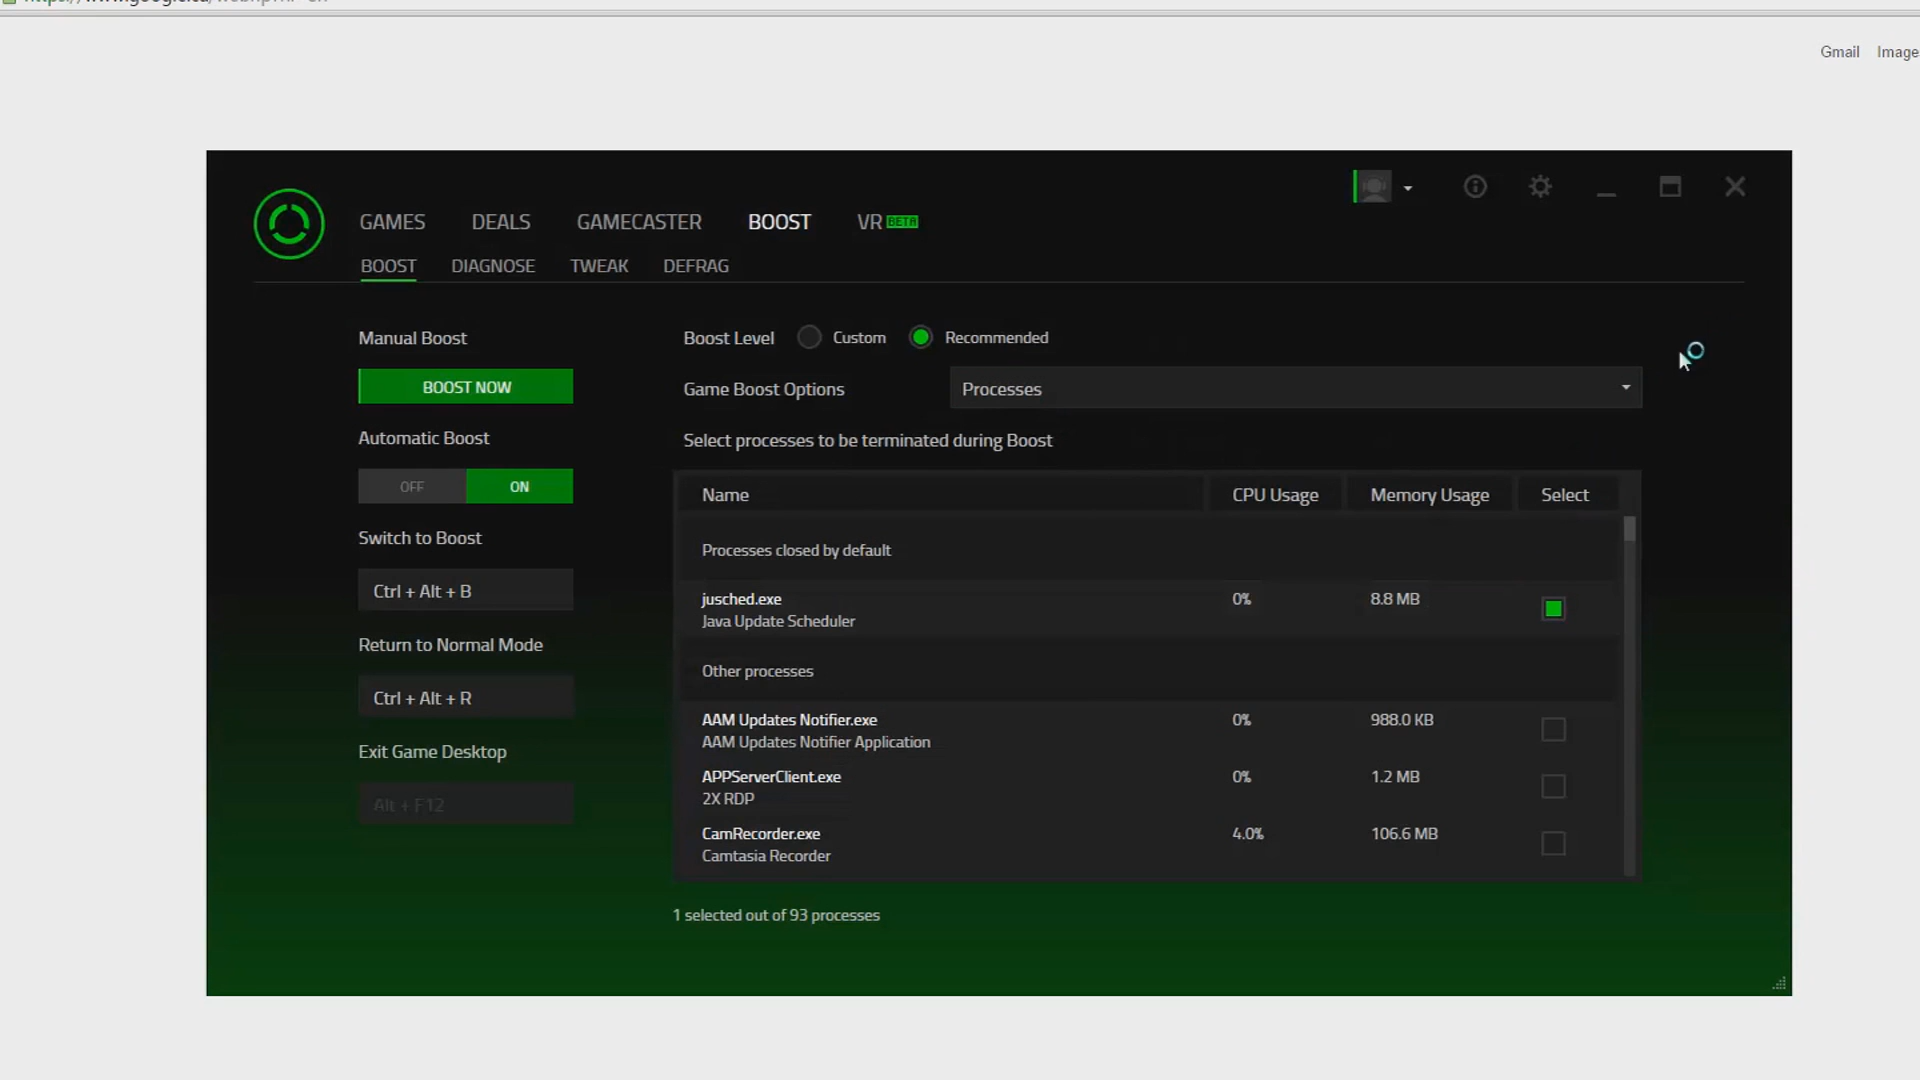 Gmail Image
GAMES DEALS GAMECASTER BOOST VR BETA
BOOST DIAGNOSE TWEAK DEFRAG
Manual Boost
BOOST NOW
Automatic Boost
OFF ON
Switch to Boost
Ctrl + Alt + B
Return to Normal Mode
Ctrl + Alt + R
Exit Game Desktop
Alt + F12
Boost Level Custom Recommended
Game Boost Options Processes
Select processes to be terminated during Boost
Name CPU Usage Memory Usage Select
Processes closed by default
jusched.exe 0% 8.8 MB
Java Update Scheduler
Other processes
AAM Updates Notifier.exe 0% 988.0 KB
AAM Updates Notifier Application
APPServerClient.exe 0% 1.2 MB
2X RDP
CamRecorder.exe 4.0% 106.6 MB
Camtasia Recorder
1 selected out of 93 processes